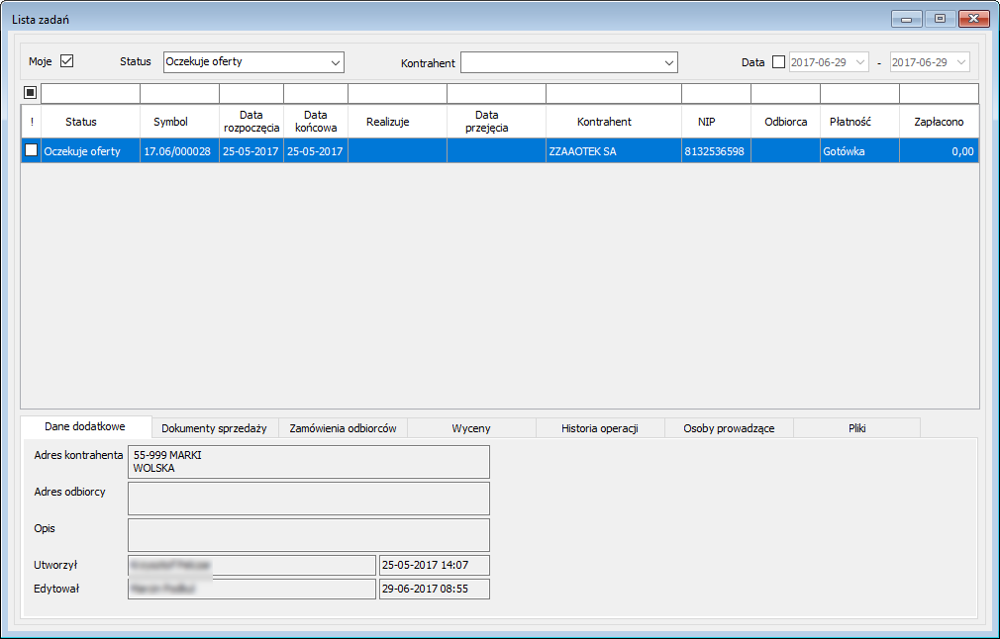 Lista zadań
Moje Status Oczekuje oferty Kontrahent Data 2017-06-29 - 2017-06-29
! Status Symbol Data rozpoczęcia Data końcowa Realizuje Data przejęcia Kontrahent NIP Odbiorca Płatność Zapłacono
Oczekuje oferty 17.06/000028 25-05-2017 25-05-2017 ZZAAOTEK SA 8132536598 Gotówka 0,00
Dane dodatkowe Dokumenty sprzedaży Zamówienia odbiorców Wyceny Historia operacji Osoby prowadzące Pliki
Adres kontrahenta 55-999 MARKI
WOLSKA
Adres odbiorcy
Opis
Utworzył 25-05-2017 14:07
Edytował 29-06-2017 08:55